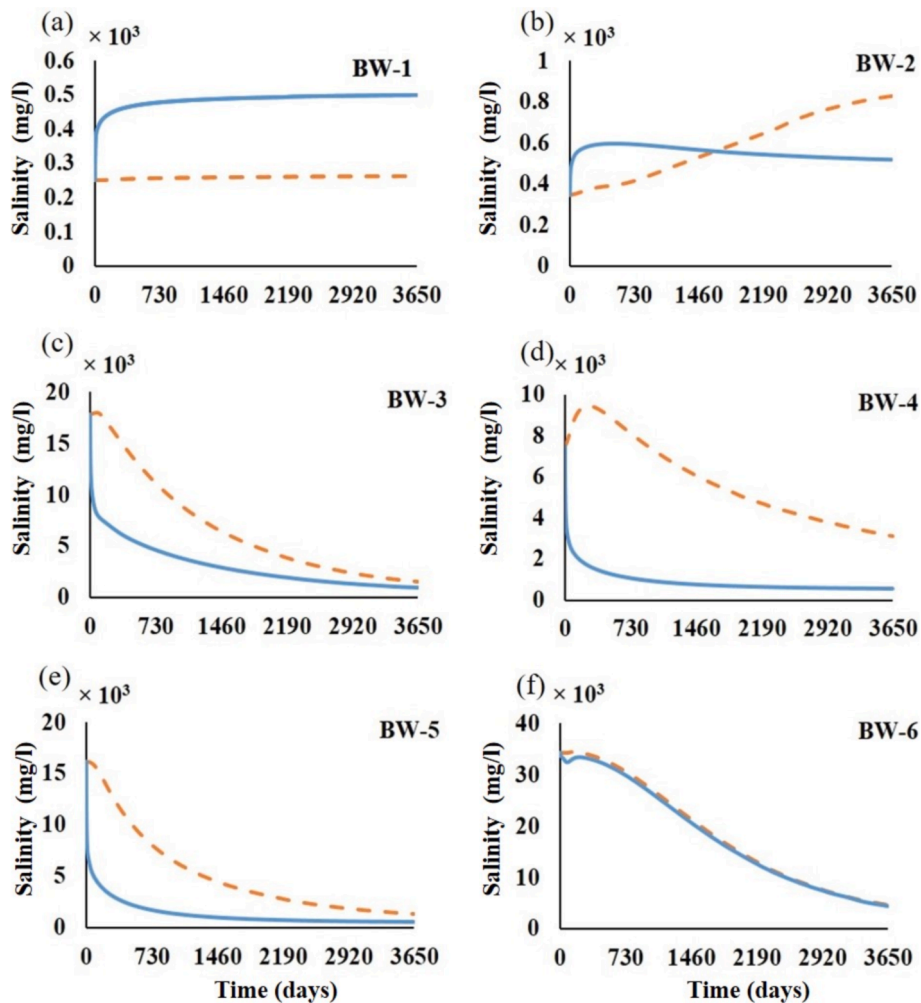 (a)
× 10³
BW-1
Salinity (mg/l)
0.6
0.5
0.4
0.3
0.2
0.1
0
0 730 1460 2190 2920 3650
(b)
× 10³
BW-2
Salinity (mg/l)
1
0.8
0.6
0.4
0.2
0
0 730 1460 2190 2920 3650
(c)
× 10³
BW-3
Salinity (mg/l)
20
15
10
5
0
0 730 1460 2190 2920 3650
(d)
× 10³
BW-4
Salinity (mg/l)
10
8
6
4
2
0
0 730 1460 2190 2920 3650
(e)
× 10³
BW-5
Salinity (mg/l)
20
15
10
5
0
0 730 1460 2190 2920 3650
Time (days)
(f)
× 10³
BW-6
Salinity (mg/l)
40
30
20
10
0
0 730 1460 2190 2920 3650
Time (days)